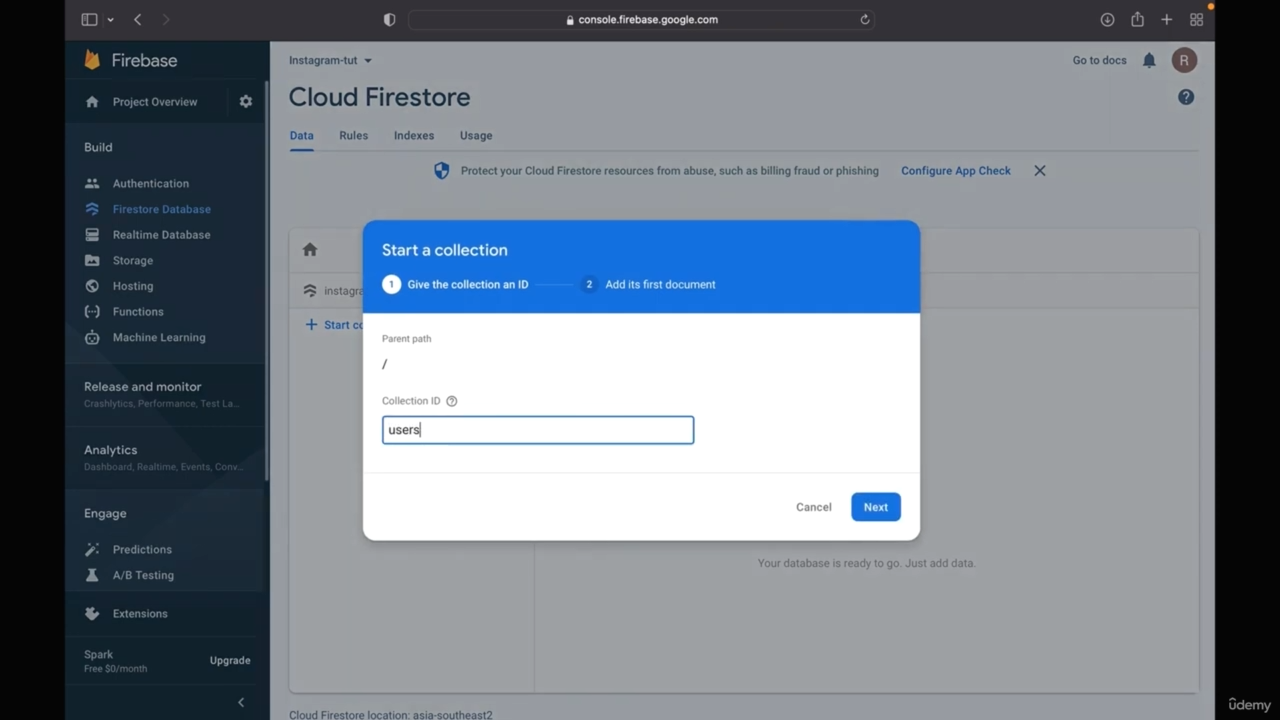 console.firebase.google.com
Firebase
Project Overview
Build
Authentication
Firestore Database
Realtime Database
Storage
Hosting
Functions
Machine Learning
Release and monitor
Crashlytics, Performance, Test La...
Analytics
Dashboard, Realtime, Events, Conv...
Engage
Predictions
A/B Testing
Extensions
Spark
Free $0/month
Upgrade
Instagram-tut
Go to docs
R
Cloud Firestore
Data Rules Indexes Usage
Protect your Cloud Firestore resources from abuse, such as billing fraud or phishing Configure App Check
instagra
Start co
Start a collection
1 Give the collection an ID 2 Add its first document
Parent path
/
Collection ID
users
Cancel Next
Your database is ready to go. Just add data.
Cloud Firestore location: asia-southeast2
ûdemy